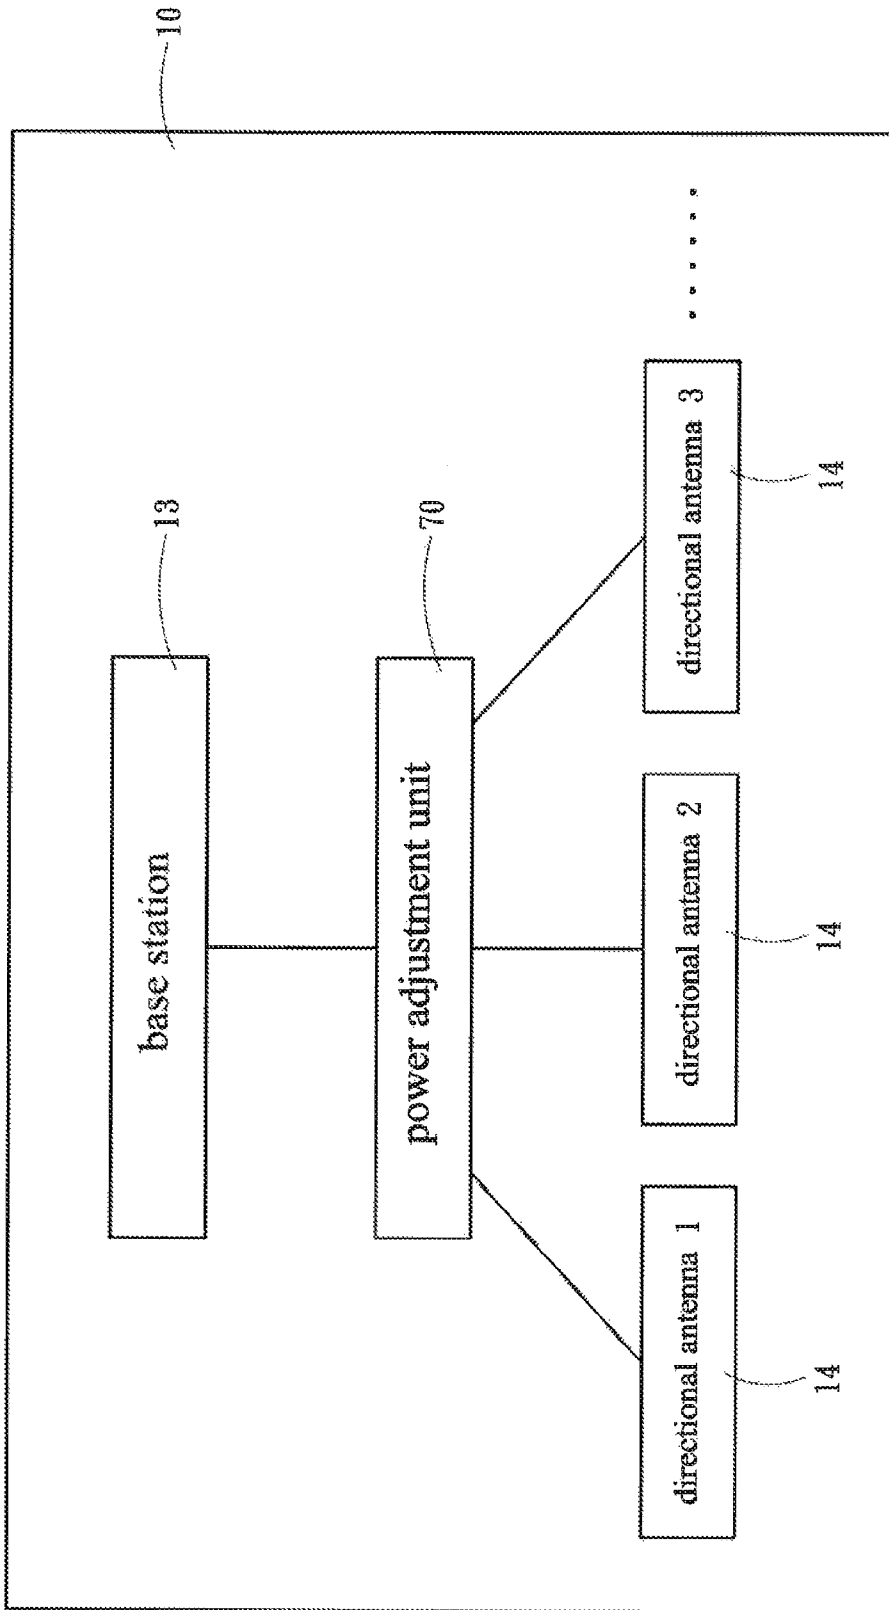 10
base station
13
power adjustment unit
70
directional antenna 1
directional antenna 2
directional antenna 3
.......
14
14
14